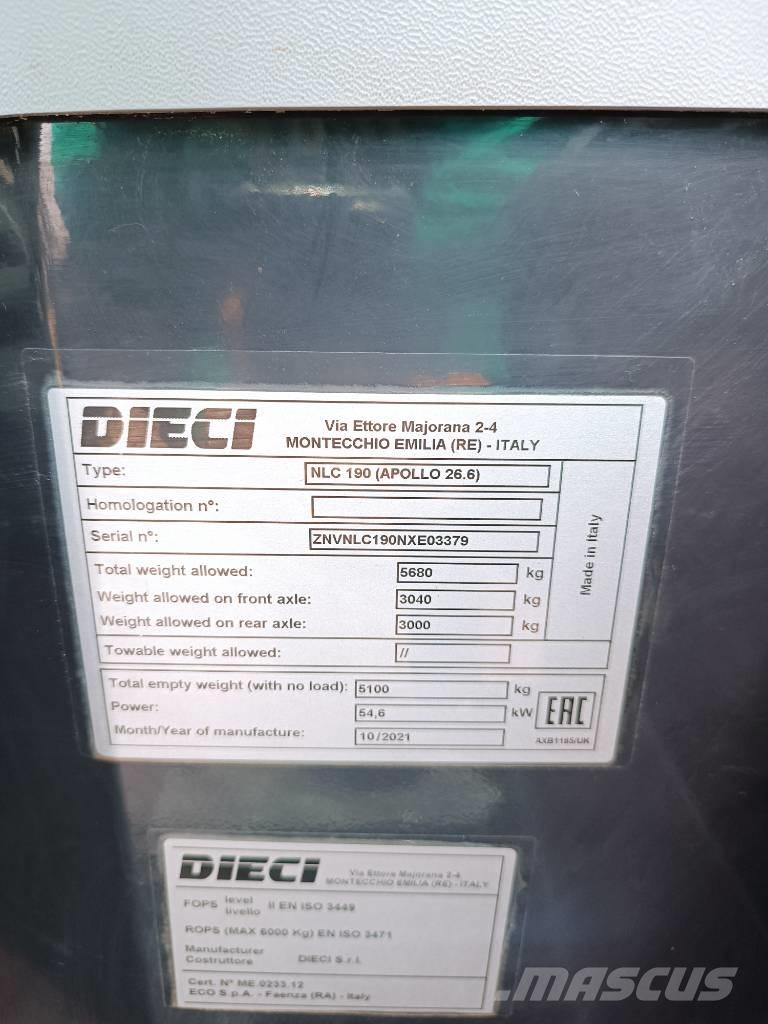 DIECI
Via Ettore Majorana 2-4
MONTECCHIO EMILIA (RE) - ITALY
Type: NLC 190 (APOLLO 26.6)
Homologation n°:
Serial n°: ZNVNLC190NXE03379
Total weight allowed: 5680 kg
Weight allowed on front axle: 3040 kg
Weight allowed on rear axle: 3000 kg
Towable weight allowed: //
Made in Italy
Total empty weight (with no load): 5100 kg
Power: 54,6 kW
Month/Year of manufacture: 10/2021
EAC
AXB1185/UK
DIECI
Via Ettore Majorana 2-4
MONTECCHIO EMILIA (RE) - ITALY
FOPS level livello II EN ISO 3449
ROPS (MAX 6000 Kg) EN ISO 3471
Manufacturer
Costruttore DIECI S.r.l.
Cert. N° ME.0233.12
ECO S.p.A. - Faenza (RA) - Italy
MASCUS